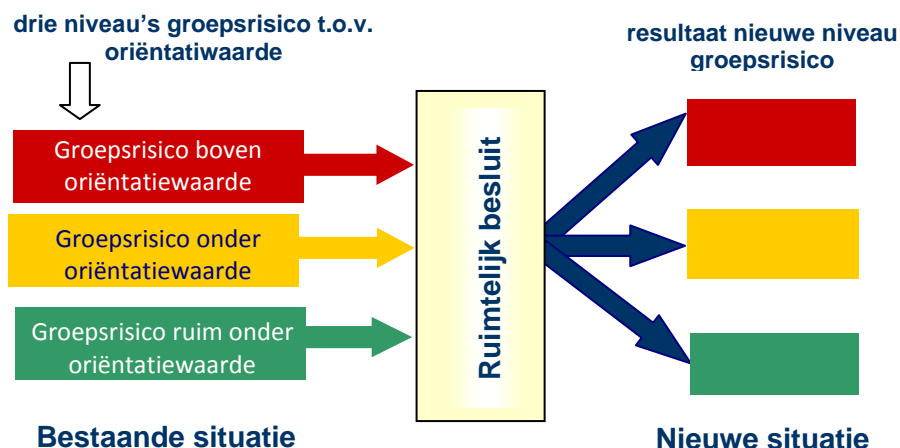 drie niveau's groepsrisico t.o.v.
oriëntatiwaarde
resultaat nieuwe niveau
groepsrisico
Groepsrisico boven
oriëntatiewaarde
Groepsrisico onder
oriëntatiewaarde
Groepsrisico ruim onder
oriëntatiewaarde
Ruimtelijk besluit
Bestaande situatie
Nieuwe situatie